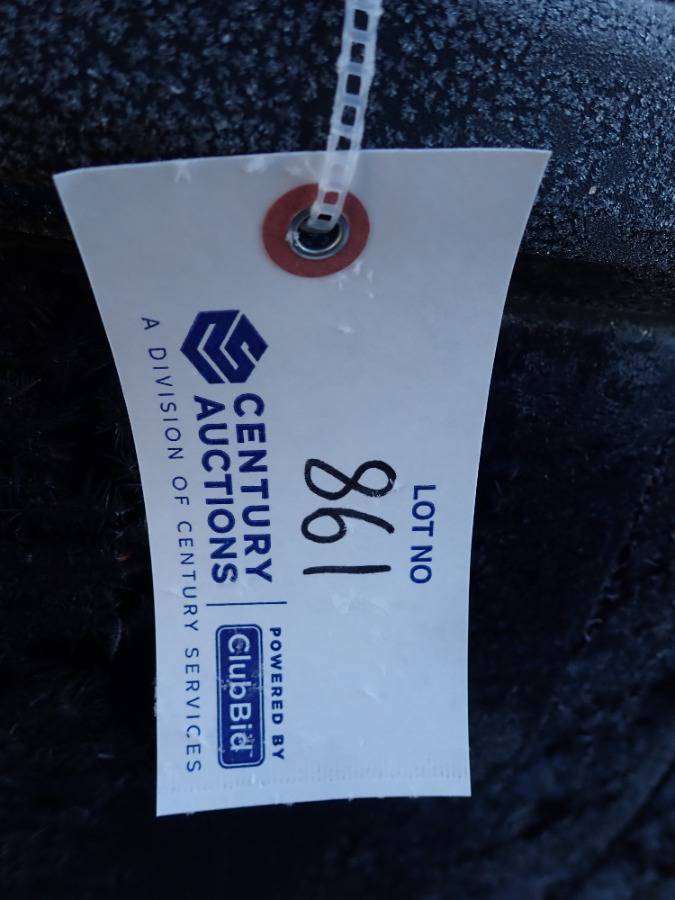 LOT NO
861
CENTURY
AUCTIONS
A DIVISION OF CENTURY SERVICES
POWERED BY
ClubBid